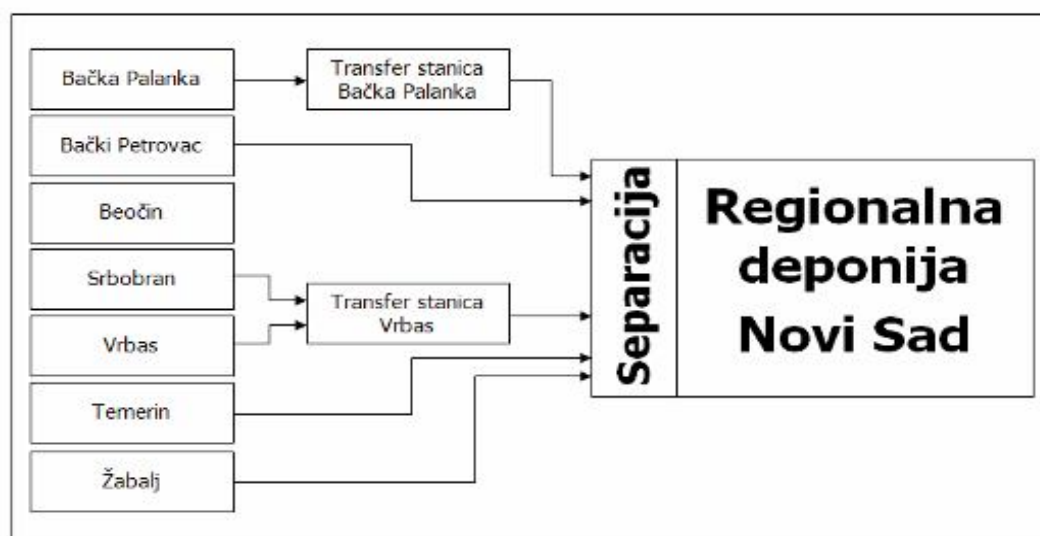 Bačka Palanka
Transfer stanica
Bačka Palanka
Bački Petrovac
Beočin
Srbobran
Transfer stanica
Vrbas
Vrbas
Temerin
Žabalj
Separacija
Regionalna
deponija
Novi Sad